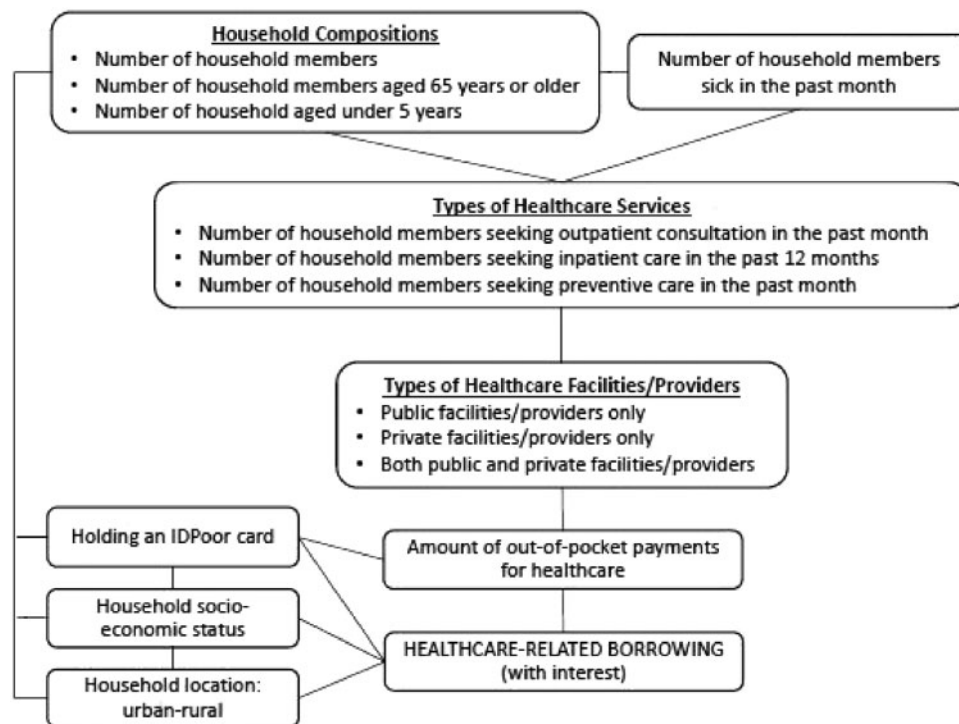 Household Compositions
• Number of household members
• Number of household members aged 65 years or older
• Number of household aged under 5 years
Number of household members
sick in the past month
Types of Healthcare Services
• Number of household members seeking outpatient consultation in the past month
• Number of household members seeking inpatient care in the past 12 months
• Number of household members seeking preventive care in the past month
Types of Healthcare Facilities/Providers
• Public facilities/providers only
• Private facilities/providers only
• Both public and private facilities/providers
Holding an IDPoor card
Amount of out-of-pocket payments
for healthcare
Household socio-
economic status
HEALTHCARE-RELATED BORROWING
(with interest)
Household location:
urban-rural